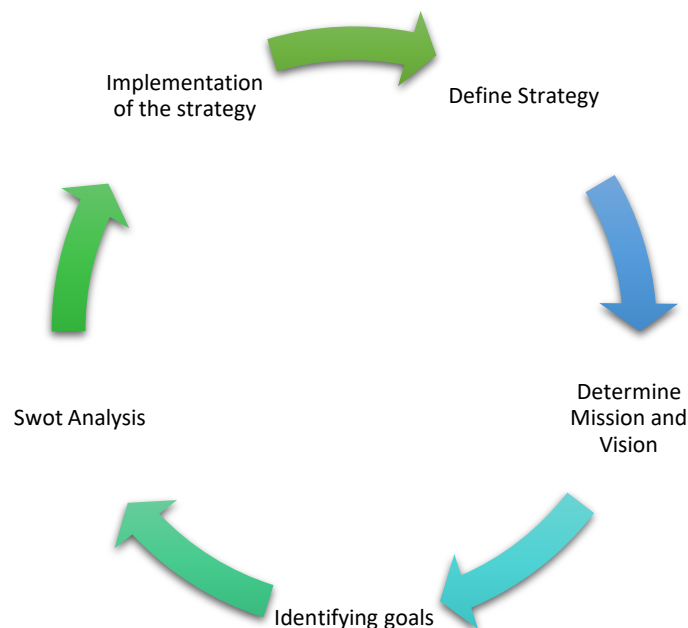 Implementation
of the strategy
Define Strategy
Determine
Mission and
Vision
Identifying goals
Swot Analysis